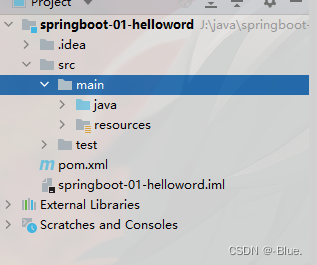 Project
springboot-01-helloword J:\java\springboot-
.idea
src
main
java
resources
test
pom.xml
springboot-01-helloword.iml
External Libraries
Scratches and Consoles
CSDN @-Blue.